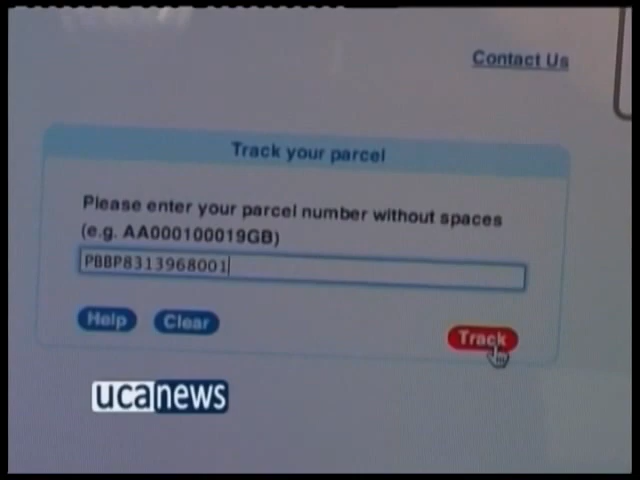 Contact Us
Track your parcel
Please enter your parcel number without spaces
(e.g. AA000100019GB)
PBBP8313968001
Help Clear Track
ucanews